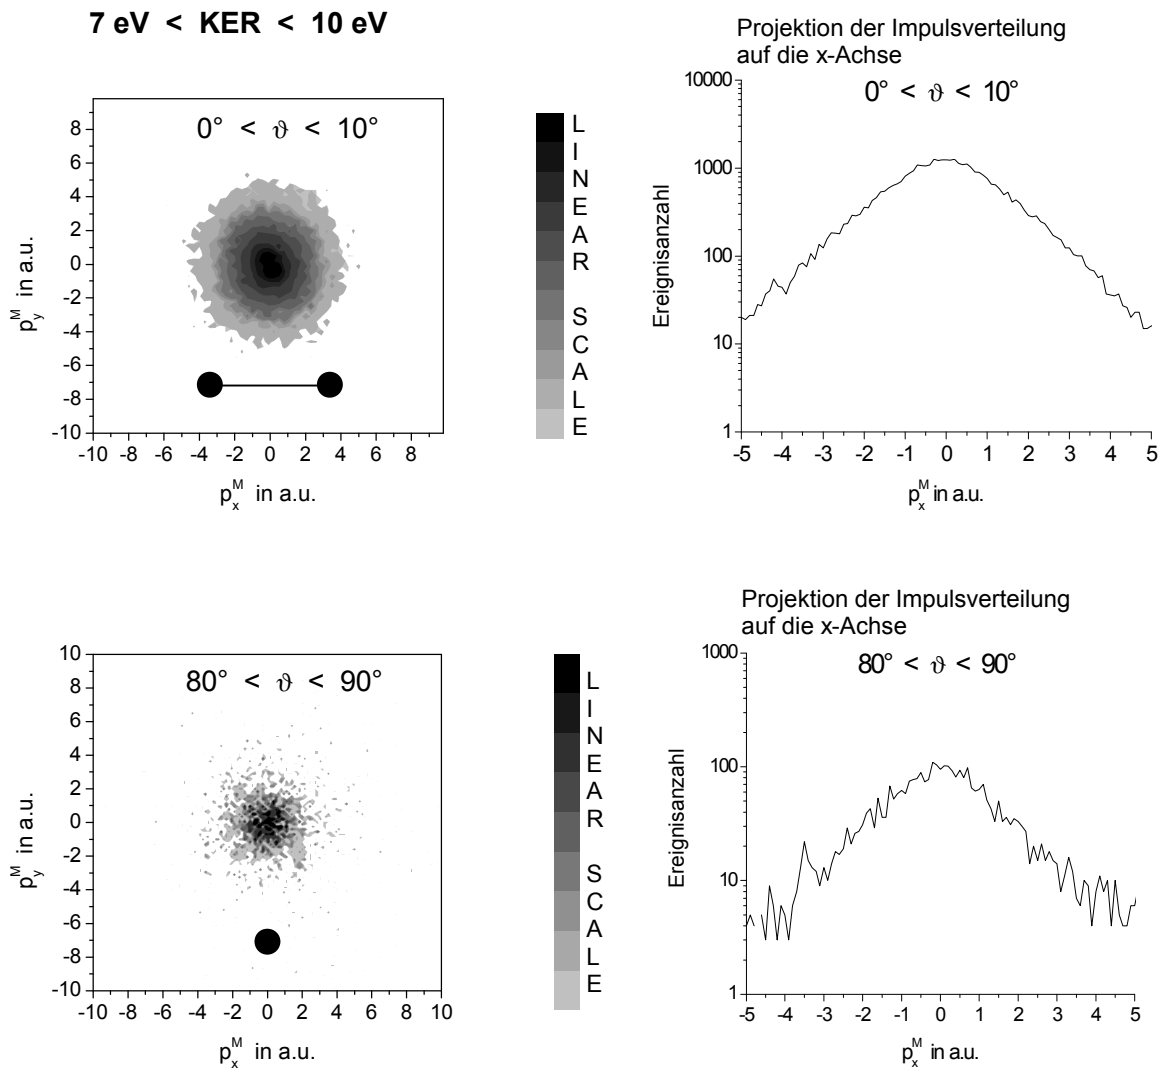 7 eV < KER < 10 eV
0° < ϑ < 10°
8
6
4
2
0
-2
-4
-6
-8
-10
-10 -8 -6 -4 -2 0 2 4 6 8
p_y^M in a.u.
p_x^M in a.u.
LINEAR SCALE
Projektion der Impulsverteilung
auf die x-Achse
0° < ϑ < 10°
10000
1000
100
10
1
-5 -4 -3 -2 -1 0 1 2 3 4 5
Ereignisanzahl
p_x^M in a.u.
80° < ϑ < 90°
10
8
6
4
2
0
-2
-4
-6
-8
-10
-10 -8 -6 -4 -2 0 2 4 6 8 10
p_y^M in a.u.
p_x^M in a.u.
LINEAR SCALE
Projektion der Impulsverteilung
auf die x-Achse
80° < ϑ < 90°
1000
100
10
1
-5 -4 -3 -2 -1 0 1 2 3 4 5
Ereignisanzahl
p_x^M in a.u.